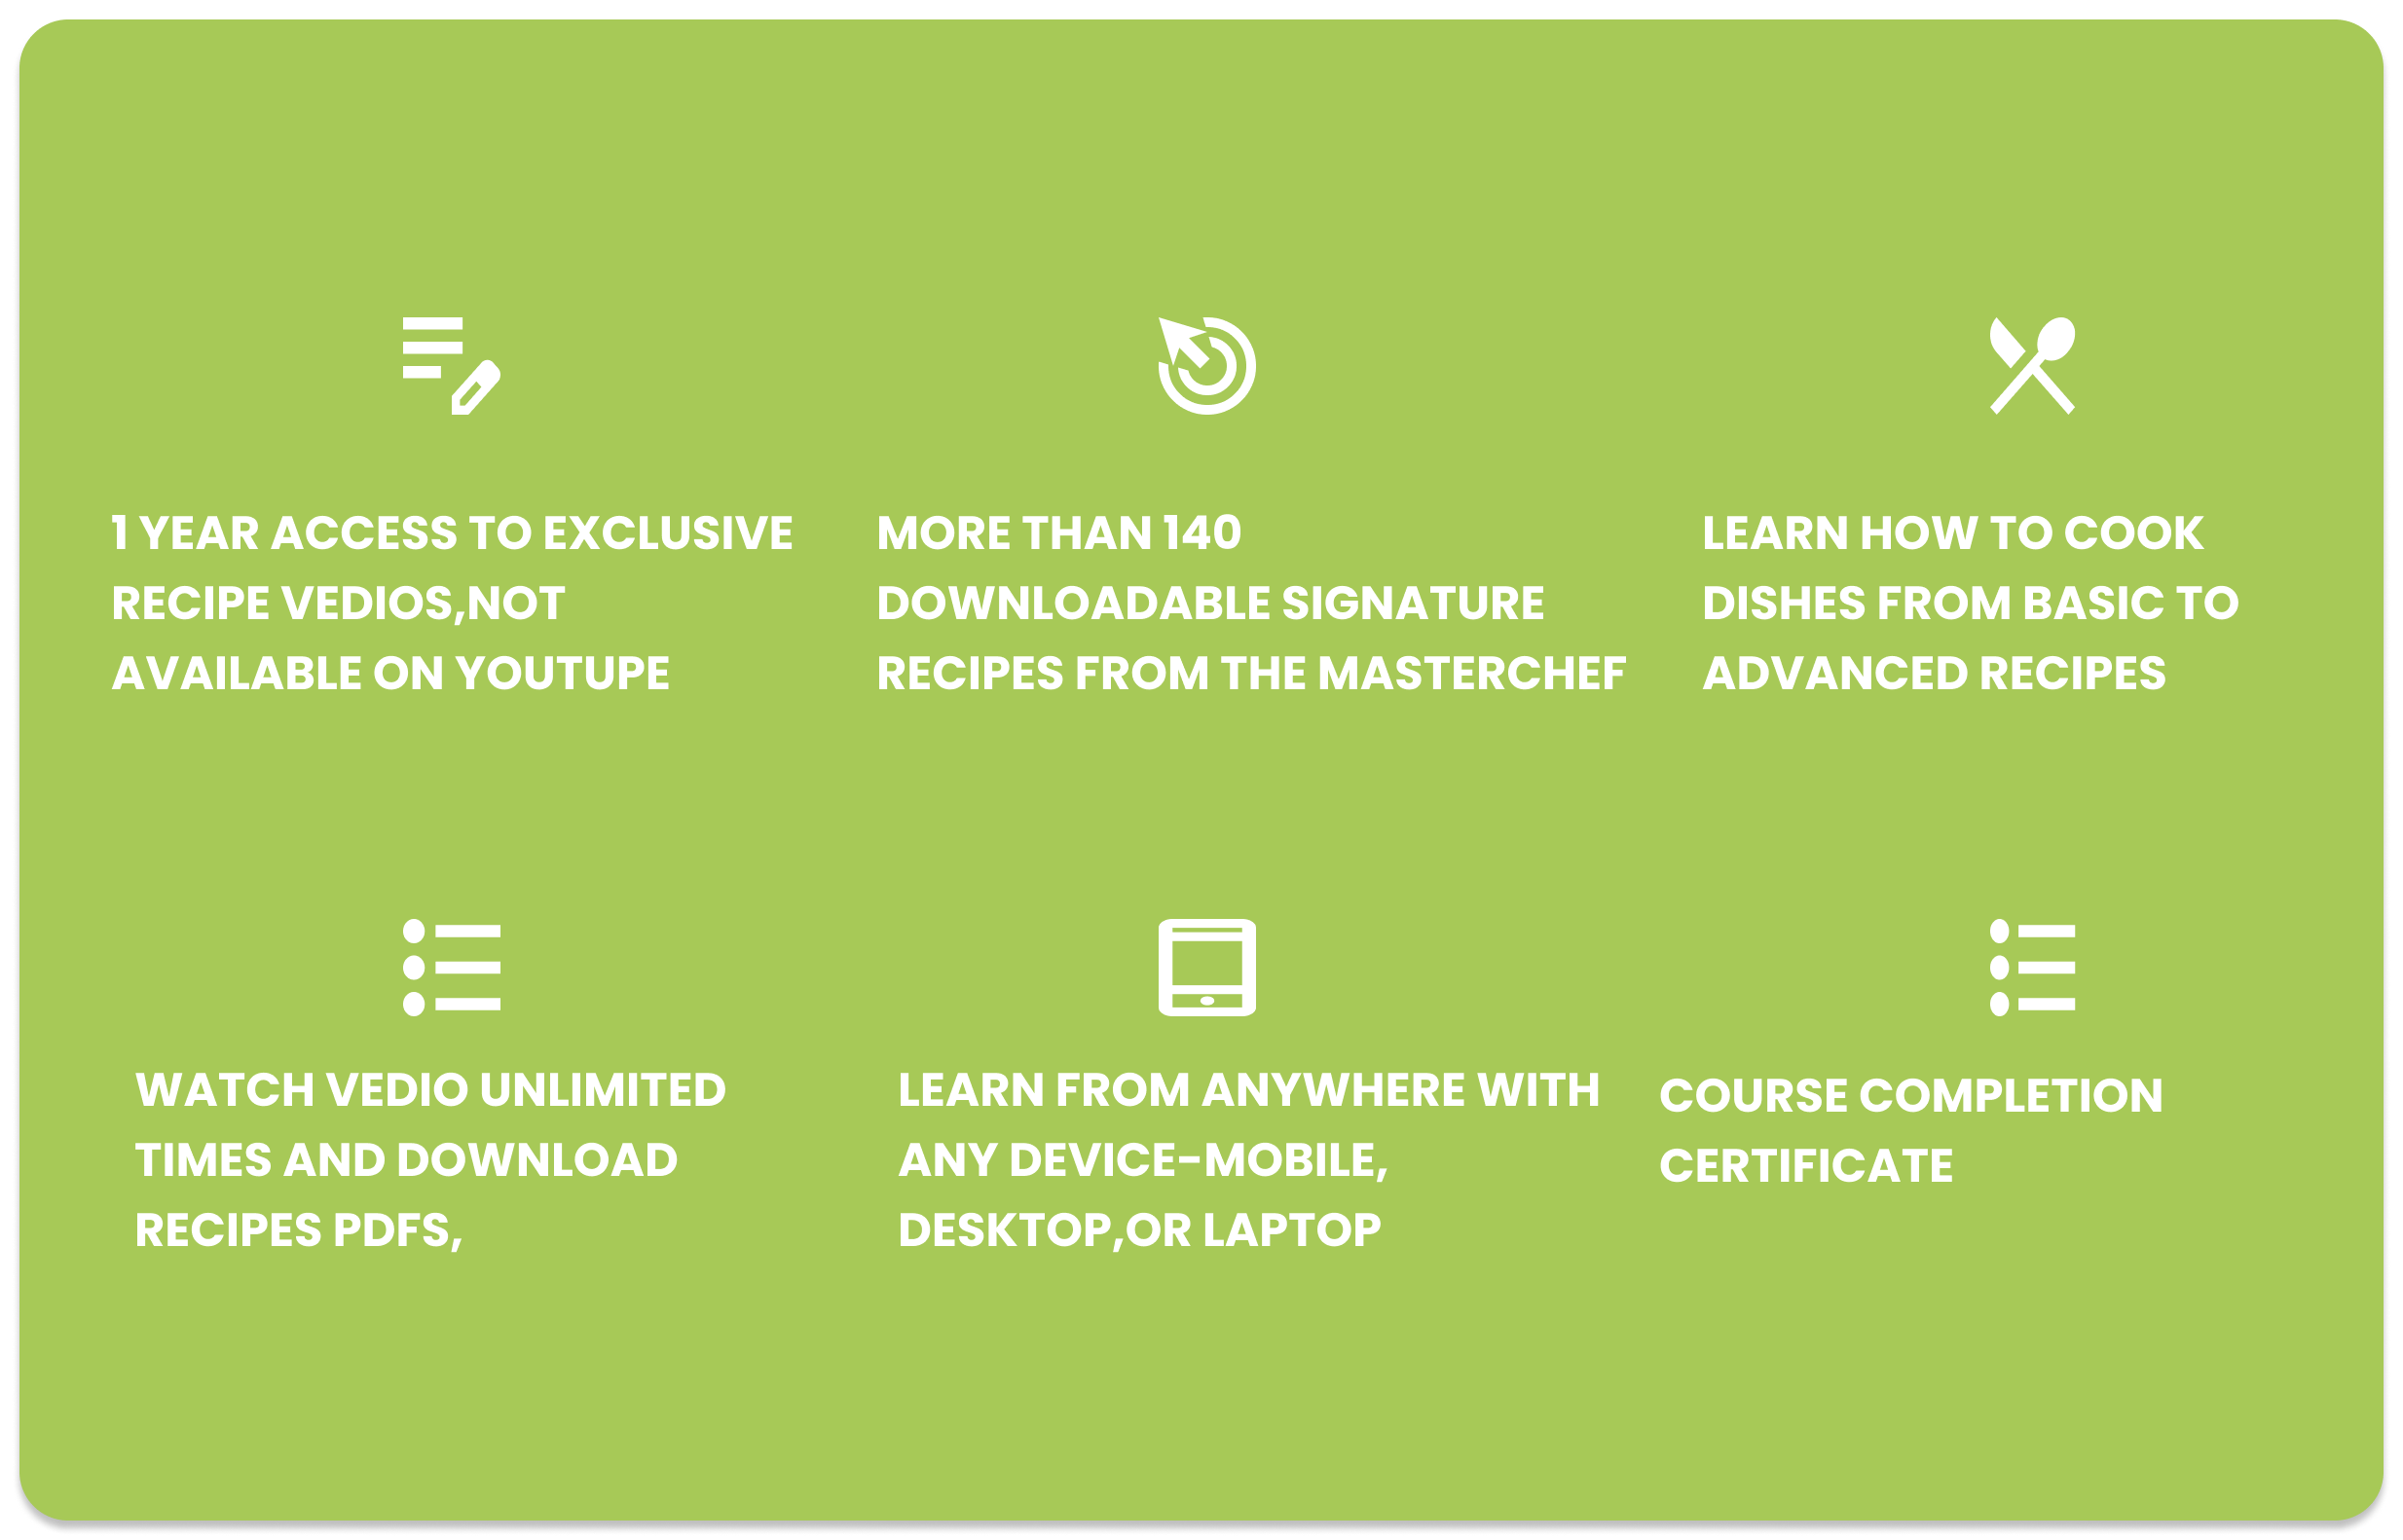 1 YEAR ACCESS TO EXCLUSIVE
RECIPE VEDIOS,NOT
AVAILABLE ON YOUTUPE
MORE THAN 140
DOWNLOADABLE SIGNATURE
RECIPES FROM THE MASTERCHEF
LEARN HOW TO COOK
DISHES FROM BASIC TO
ADVANCED RECIPES
WATCH VEDIO UNLIMITED
TIMES AND DOWNLOAD
RECIPES PDFS,
LEARN FROM ANYWHERE WITH
ANY DEVICE-MOBILE,
DESKTOP,OR LAPTOP
COURSE COMPLETION
CERTIFICATE